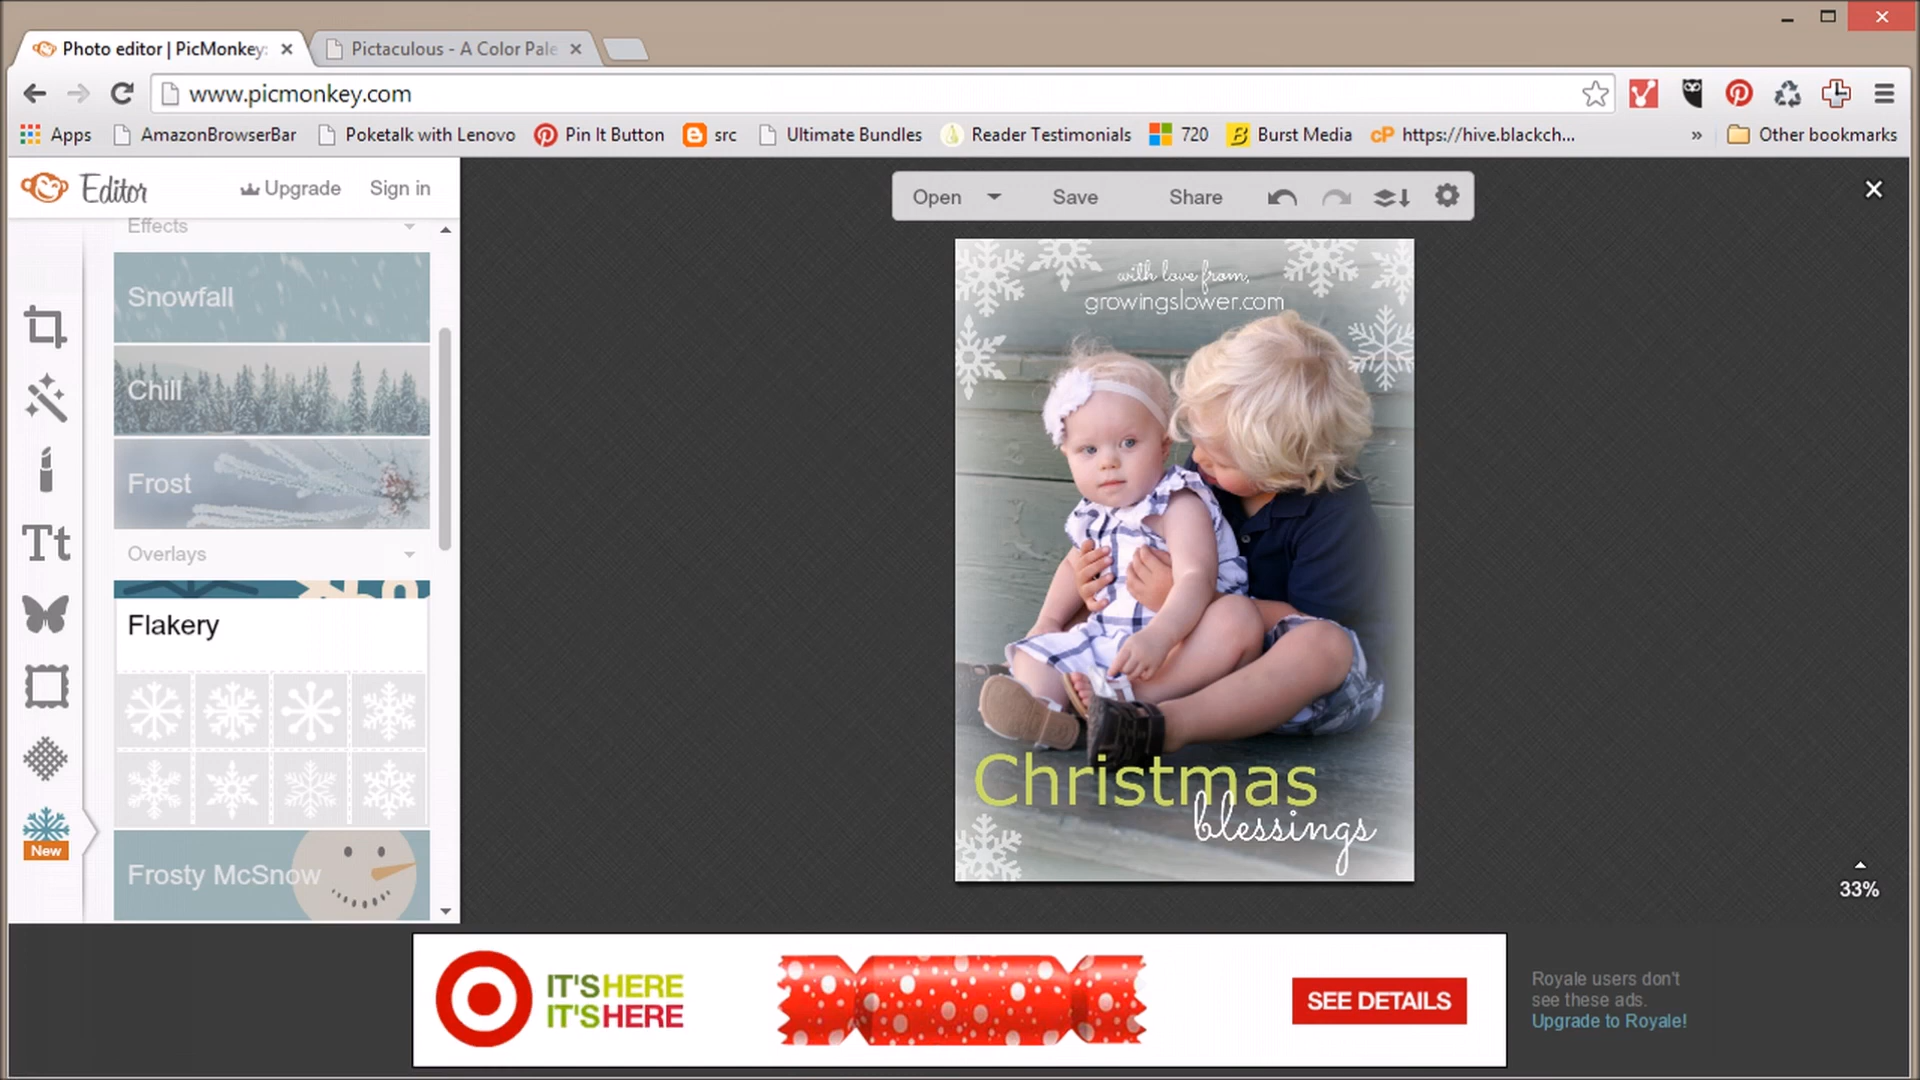 Photo editor | PicMonkey:
Pictaculous - A Color Pale
www.picmonkey.com
Apps
AmazonBrowserBar
Poketalk with Lenovo
Pin It Button
src
Ultimate Bundles
Reader Testimonials
720
Burst Media
cP https://hive.blackch...
» Other bookmarks
Editor
Upgrade
Sign in
Open
Save
Share
Effects
Snowfall
Chill
Frost
Tt
Overlays
Flakery
New
Frosty McSnow
with love from,
growingslower.com
Christmas
blessings
33%
IT'S HERE
IT'S HERE
SEE DETAILS
Royale users don't
see these ads.
Upgrade to Royale!